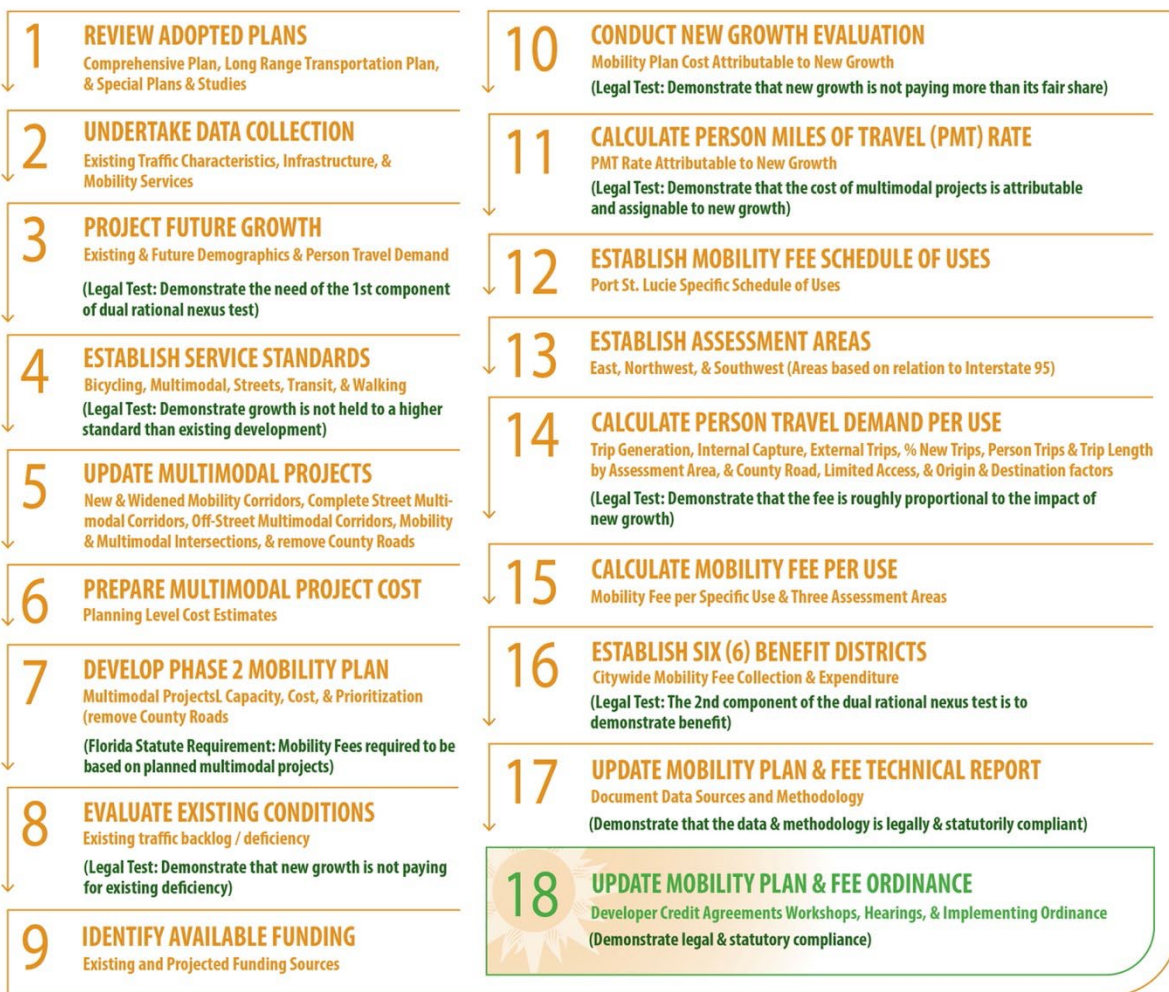 1
REVIEW ADOPTED PLANS
Comprehensive Plan, Long Range Transportation Plan,
& Special Plans & Studies
2
UNDERTAKE DATA COLLECTION
Existing Traffic Characteristics, Infrastructure, &
Mobility Services
3
PROJECT FUTURE GROWTH
Existing & Future Demographics & Person Travel Demand
(Legal Test: Demonstrate the need of the 1st component
of dual rational nexus test)
4
ESTABLISH SERVICE STANDARDS
Bicycling, Multimodal, Streets, Transit, & Walking
(Legal Test: Demonstrate growth is not held to a higher
standard than existing development)
5
UPDATE MULTIMODAL PROJECTS
New & Widened Mobility Corridors, Complete Street Multi-
modal Corridors, Off-Street Multimodal Corridors, Mobility
& Multimodal Intersections, & remove County Roads
6
PREPARE MULTIMODAL PROJECT COST
Planning Level Cost Estimates
7
DEVELOP PHASE 2 MOBILITY PLAN
Multimodal ProjectsL Capacity, Cost, & Prioritization
(remove County Roads
(Florida Statute Requirement: Mobility Fees required to be
based on planned multimodal projects)
8
EVALUATE EXISTING CONDITIONS
Existing traffic backlog / deficiency
(Legal Test: Demonstrate that new growth is not paying
for existing deficiency)
9
IDENTIFY AVAILABLE FUNDING
Existing and Projected Funding Sources
10
CONDUCT NEW GROWTH EVALUATION
Mobility Plan Cost Attributable to New Growth
(Legal Test: Demonstrate that new growth is not paying more than its fair share)
11
CALCULATE PERSON MILES OF TRAVEL (PMT) RATE
PMT Rate Attributable to New Growth
(Legal Test: Demonstrate that the cost of multimodal projects is attributable
and assignable to new growth)
12
ESTABLISH MOBILITY FEE SCHEDULE OF USES
Port St. Lucie Specific Schedule of Uses
13
ESTABLISH ASSESSMENT AREAS
East, Northwest, & Southwest (Areas based on relation to Interstate 95)
14
CALCULATE PERSON TRAVEL DEMAND PER USE
Trip Generation, Internal Capture, External Trips, % New Trips, Person Trips & Trip Length
by Assessment Area, & County Road, Limited Access, & Origin & Destination factors
(Legal Test: Demonstrate that the fee is roughly proportional to the impact of
new growth)
15
CALCULATE MOBILITY FEE PER USE
Mobility Fee per Specific Use & Three Assessment Areas
16
ESTABLISH SIX (6) BENEFIT DISTRICTS
Citywide Mobility Fee Collection & Expenditure
(Legal Test: The 2nd component of the dual rational nexus test is to
demonstrate benefit)
17
UPDATE MOBILITY PLAN & FEE TECHNICAL REPORT
Document Data Sources and Methodology
(Demonstrate that the data & methodology is legally & statutorily compliant)
18
UPDATE MOBILITY PLAN & FEE ORDINANCE
Developer Credit Agreements Workshops, Hearings, & Implementing Ordinance
(Demonstrate legal & statutory compliance)